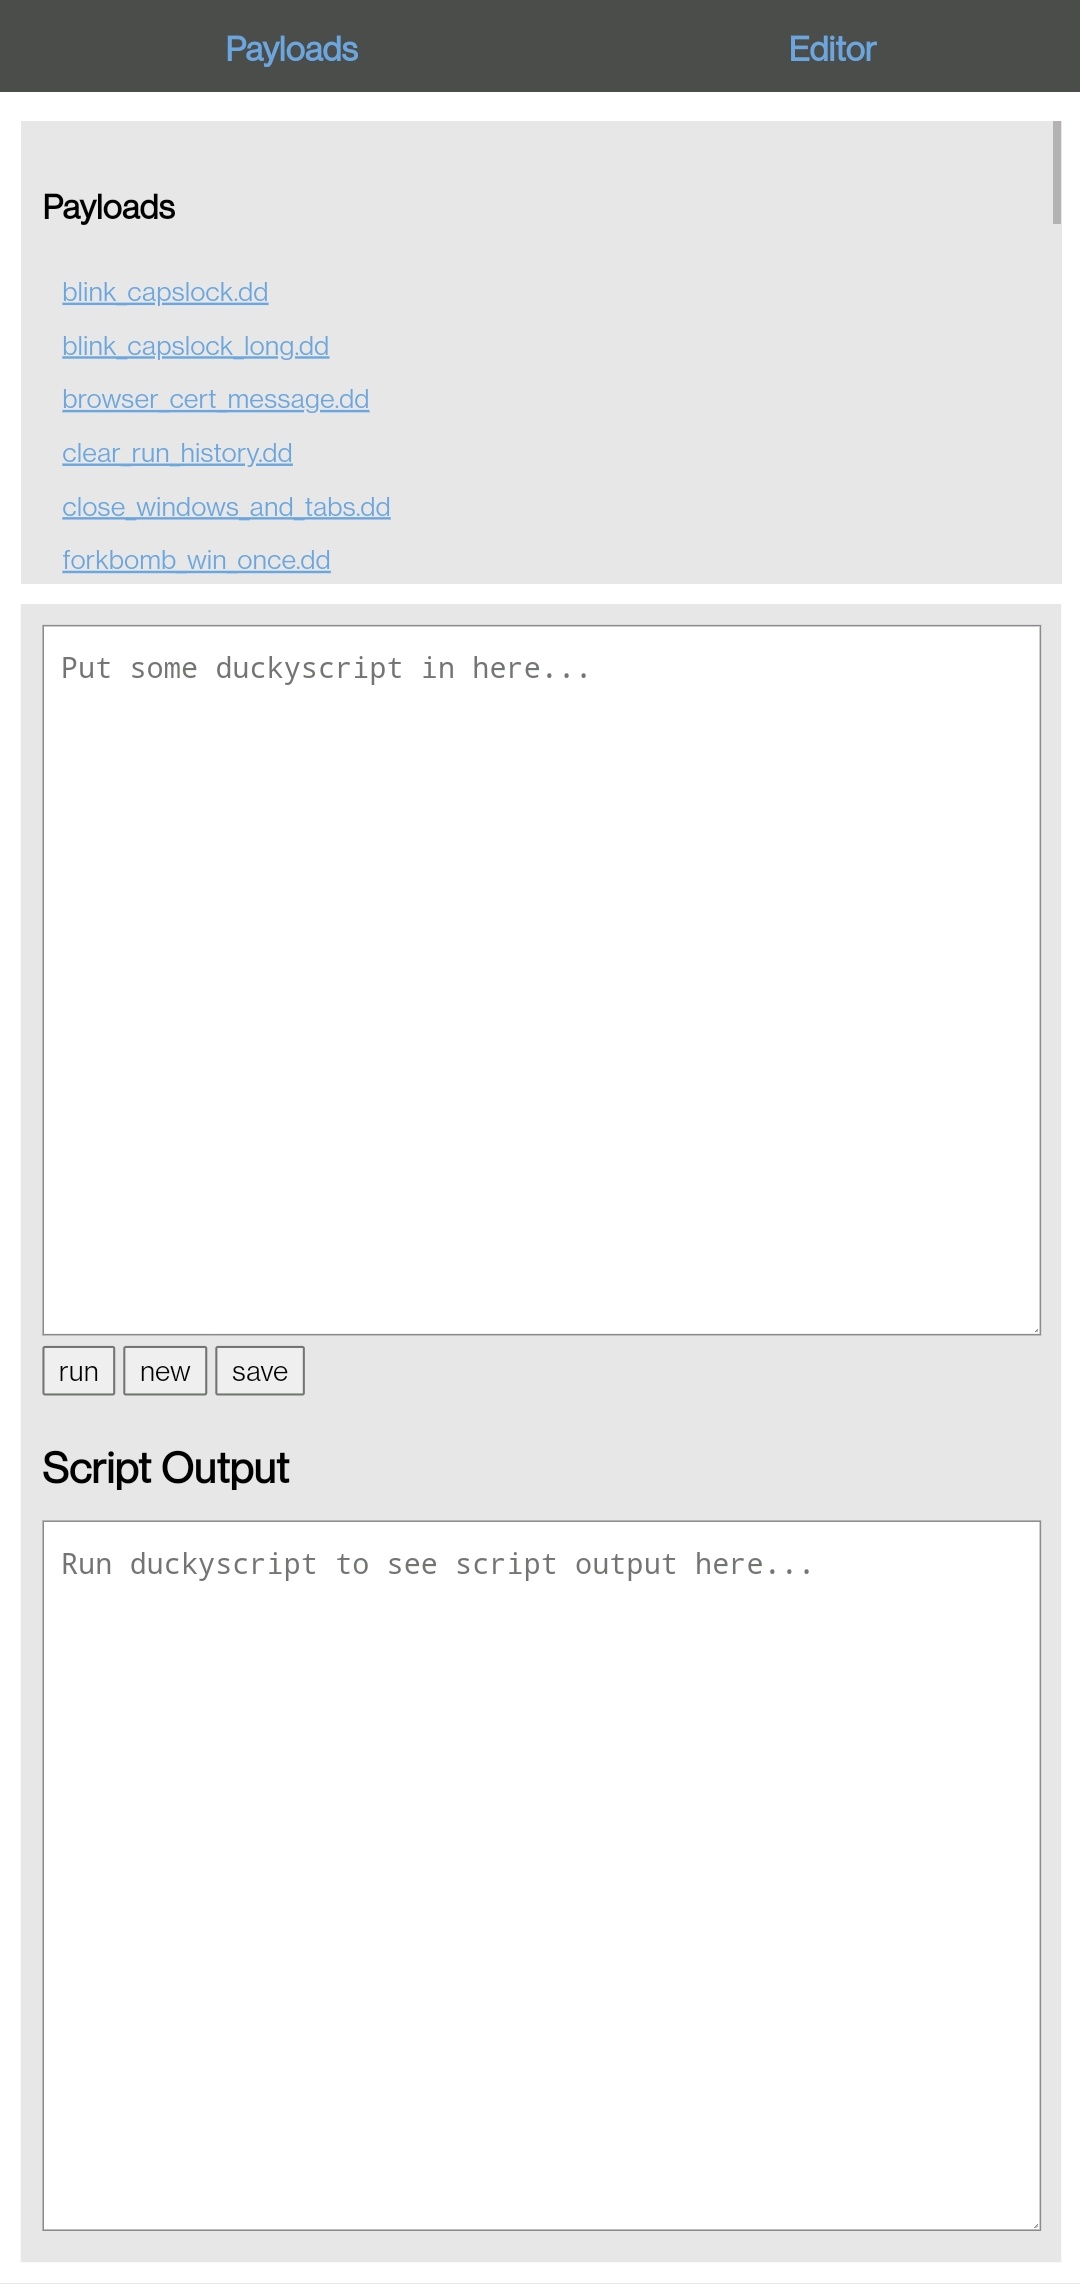 Payloads Editor
Payloads
blink_capslock.dd
blink_capslock_long.dd
browser_cert_message.dd
clear_run_history.dd
close_windows_and_tabs.dd
forkbomb_win_once.dd
Put some duckyscript in here...
run new save
Script Output
Run duckyscript to see script output here...